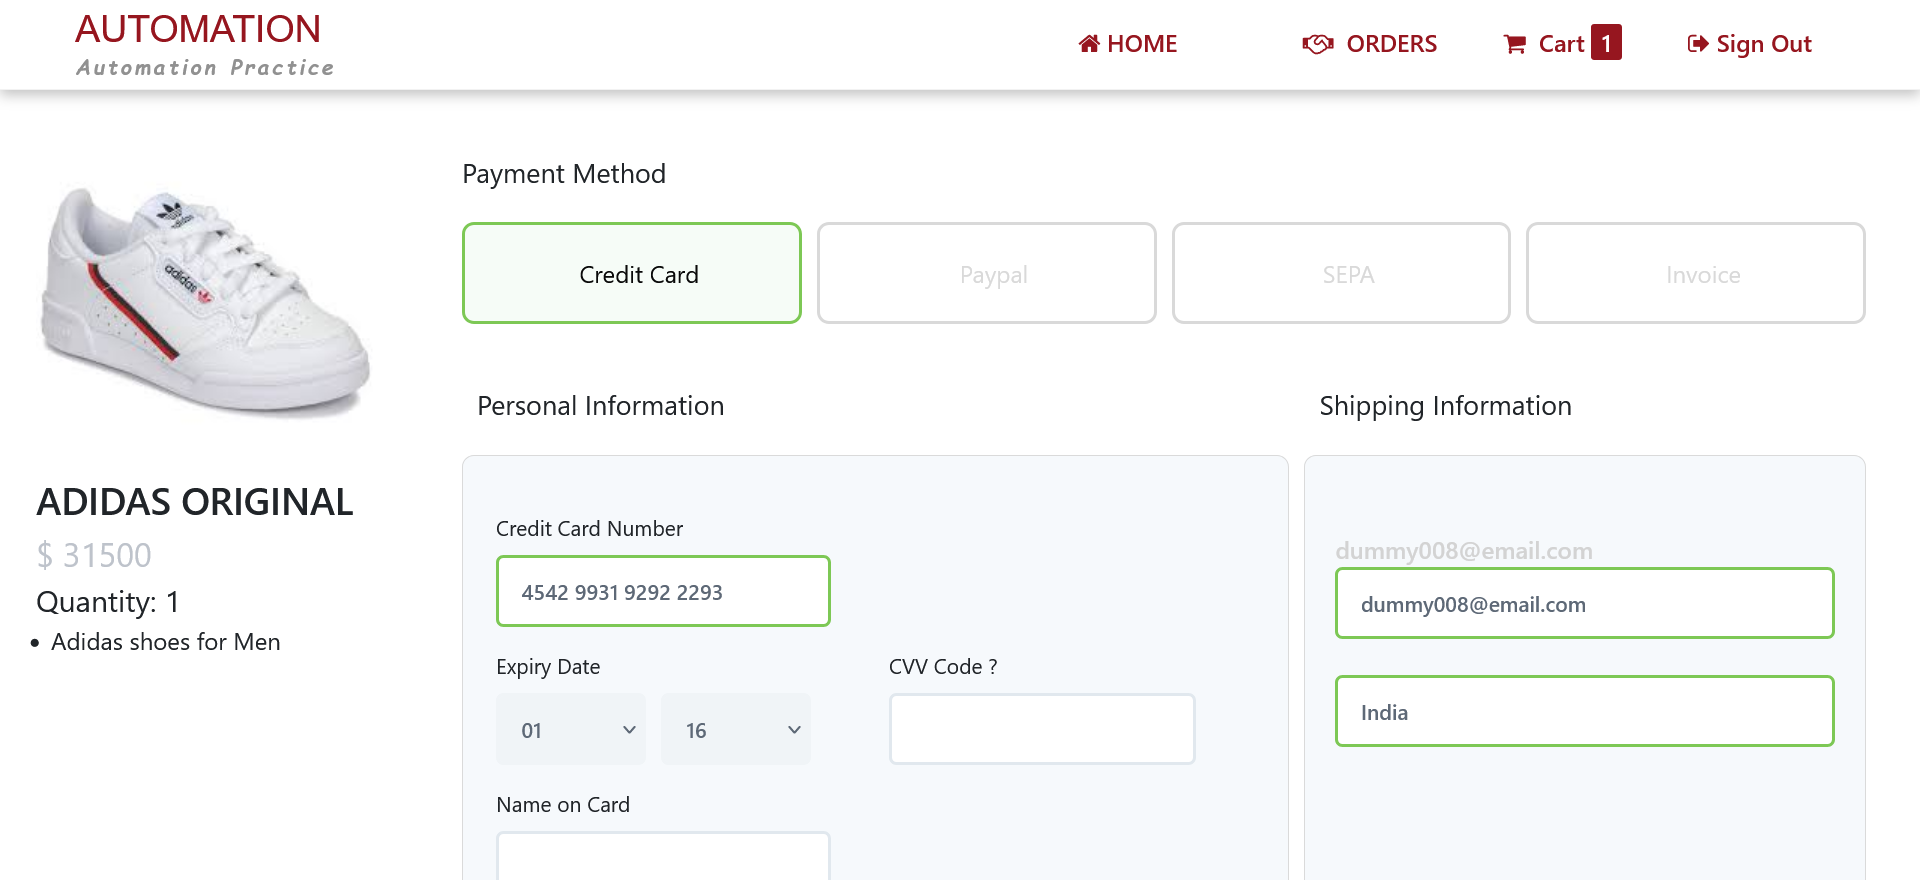 AUTOMATION
Automation Practice
HOME
ORDERS
Cart 1
Sign Out
adidas
adidas
ADIDAS ORIGINAL
$ 31500
Quantity: 1
• Adidas shoes for Men
Payment Method
Credit Card
Paypal
SEPA
Invoice
Personal Information
Credit Card Number
4542 9931 9292 2293
Expiry Date
CVV Code ?
01
16
Name on Card
Shipping Information
dummy008@email.com
dummy008@email.com
India